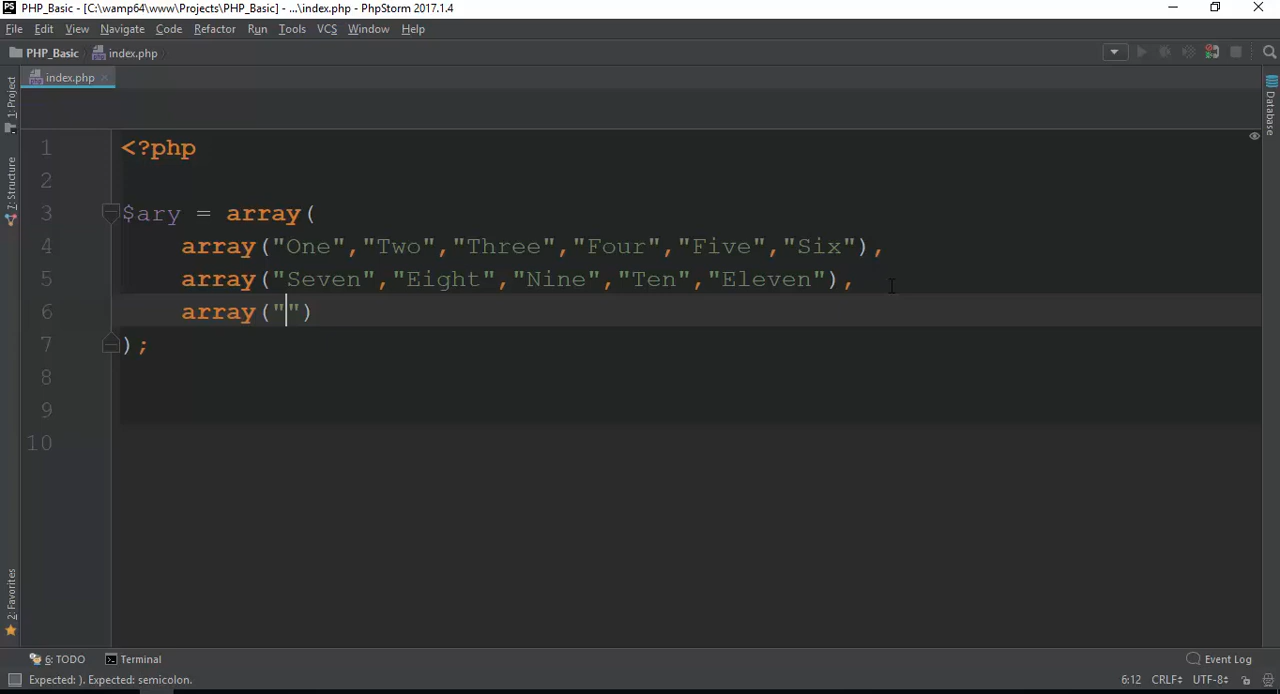 PS PHP_Basic - [C:\wamp64\www\Projects\PHP_Basic] - ...\index.php - PhpStorm 2017.1.4
File Edit View Navigate Code Refactor Run Tools VCS Window Help
PHP_Basic index.php
index.php
1: Project
7: Structure
2: Favorites
Database
1 <?php
2
3 $ary = array(
4 array("One","Two","Three","Four","Five","Six"),
5 array("Seven","Eight","Nine","Ten","Eleven"),
6 array("")
7 );
8
9
10
6: TODO Terminal Event Log
Expected: ). Expected: semicolon. 6:12 CRLF UTF-8